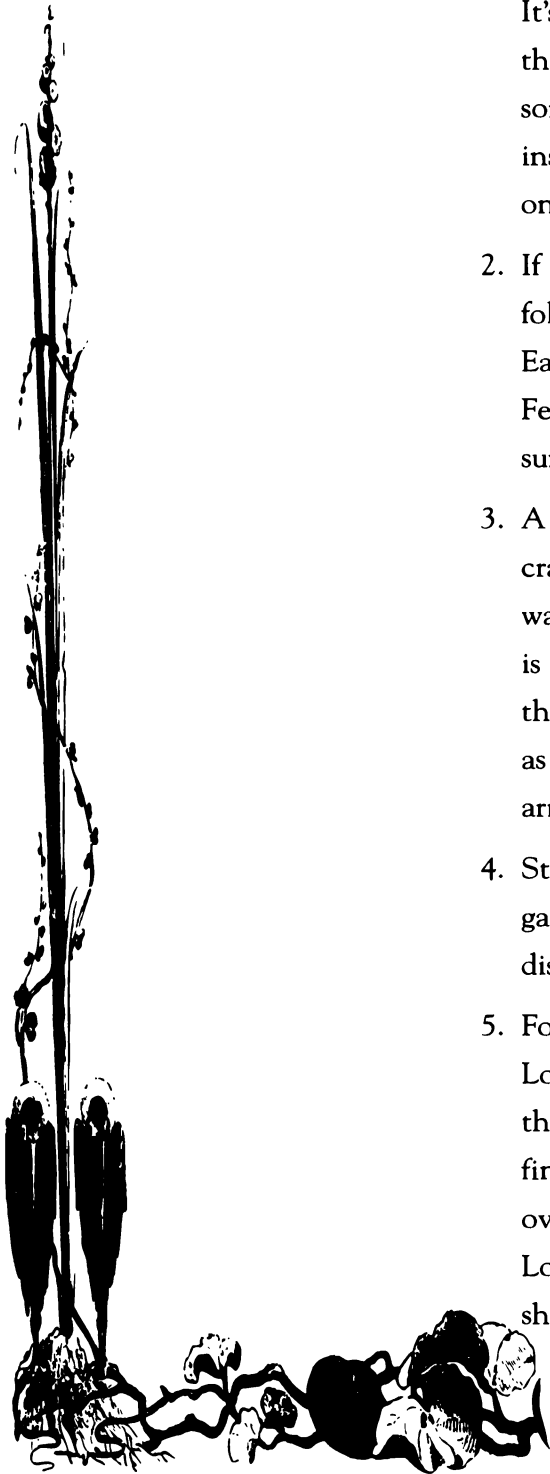 It's
th
so
ins
on
2. If
fol
Ea
Fe
su
3. A
cra
wa
is
th
as
arr
4. St
ga
dis
5. Fo
Lo
th
fir
ov
Lo
sh